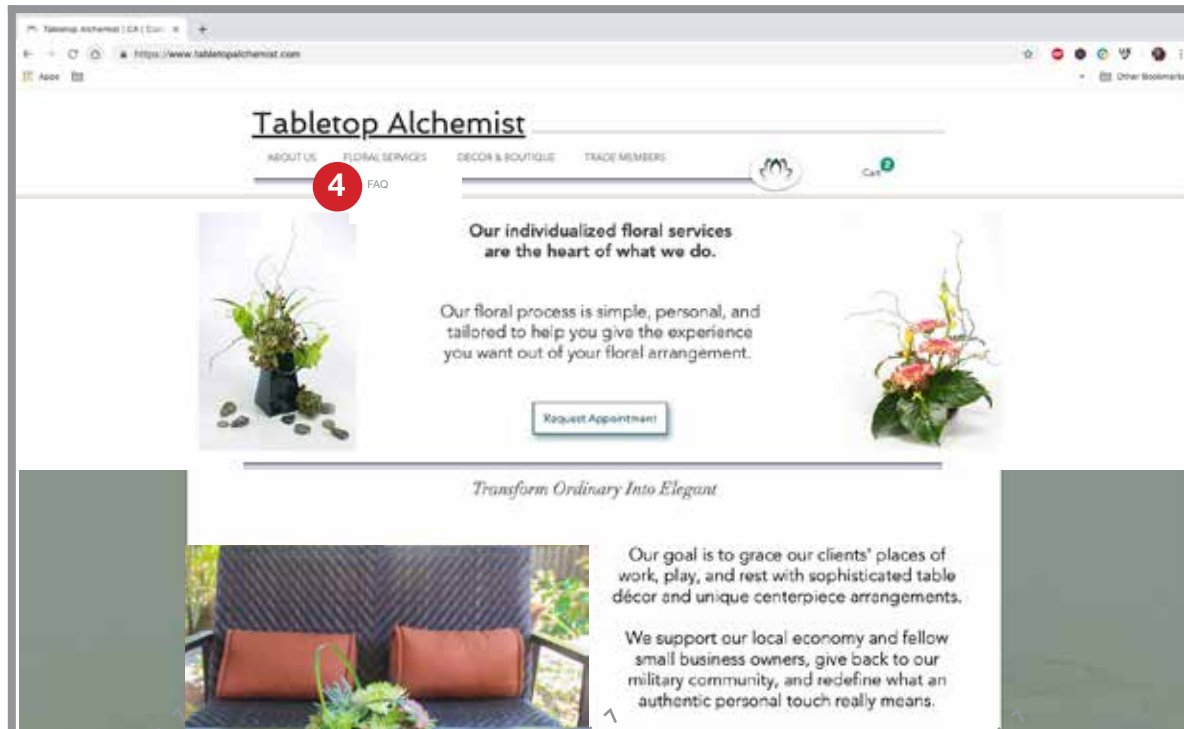 Tabletop Alchemist | CA |
https://www.tabletopalchemist.com
Apps
Other Bookmarks
Tabletop Alchemist
ABOUT US FLORAL SERVICES DECOR & BOUTIQUE TRADE MEMBERS
Cart 2
4 FAQ
Our individualized floral services
are the heart of what we do.
Our floral process is simple, personal, and
tailored to help you give the experience
you want out of your floral arrangement.
Request Appointment
Transform Ordinary Into Elegant
Our goal is to grace our clients' places of
work, play, and rest with sophisticated table
décor and unique centerpiece arrangements.
We support our local economy and fellow
small business owners, give back to our
military community, and redefine what an
authentic personal touch really means.